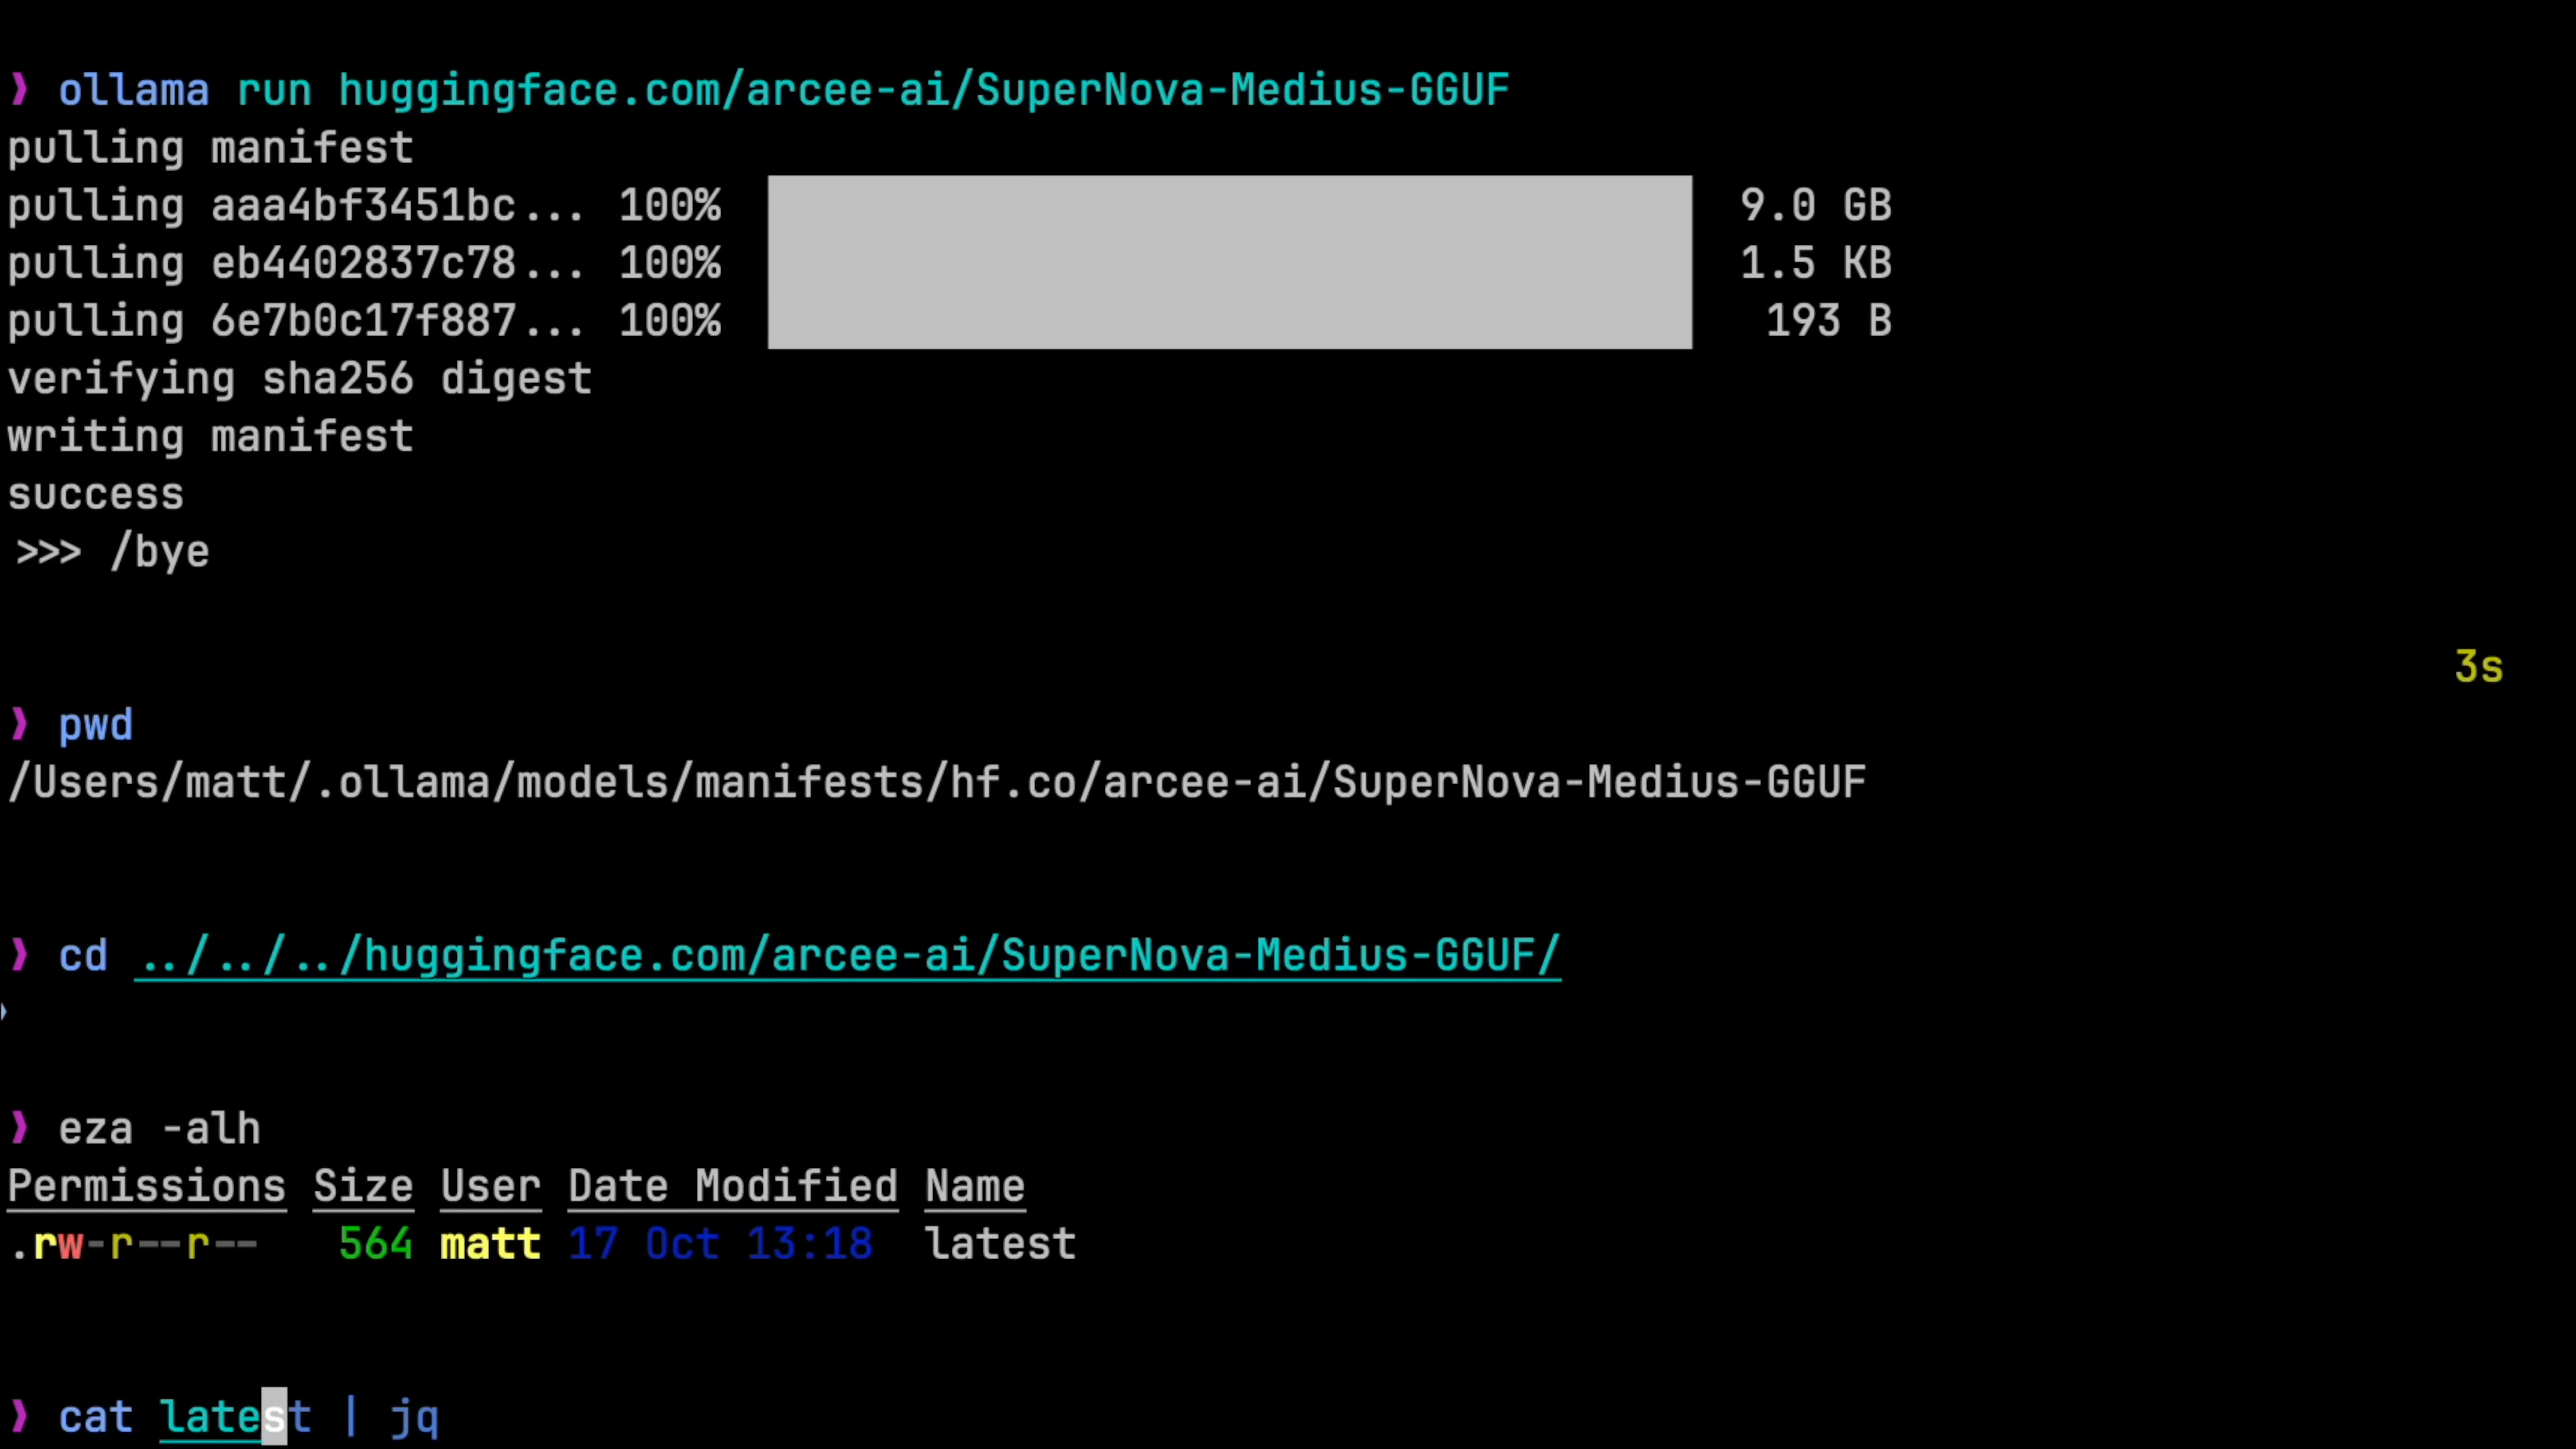 ❯ ollama run huggingface.com/arcee-ai/SuperNova-Medius-GGUF
pulling manifest
pulling aaa4bf3451bc... 100% 9.0 GB
pulling eb4402837c78... 100% 1.5 KB
pulling 6e7b0c17f887... 100% 193 B
verifying sha256 digest
writing manifest
success
>>> /bye
3s
❯ pwd
/Users/matt/.ollama/models/manifests/hf.co/arcee-ai/SuperNova-Medius-GGUF
❯ cd ../../../huggingface.com/arcee-ai/SuperNova-Medius-GGUF/
❯ eza -alh
Permissions Size User Date Modified Name
.rw-r--r-- 564 matt 17 Oct 13:18 latest
❯ cat latest | jq